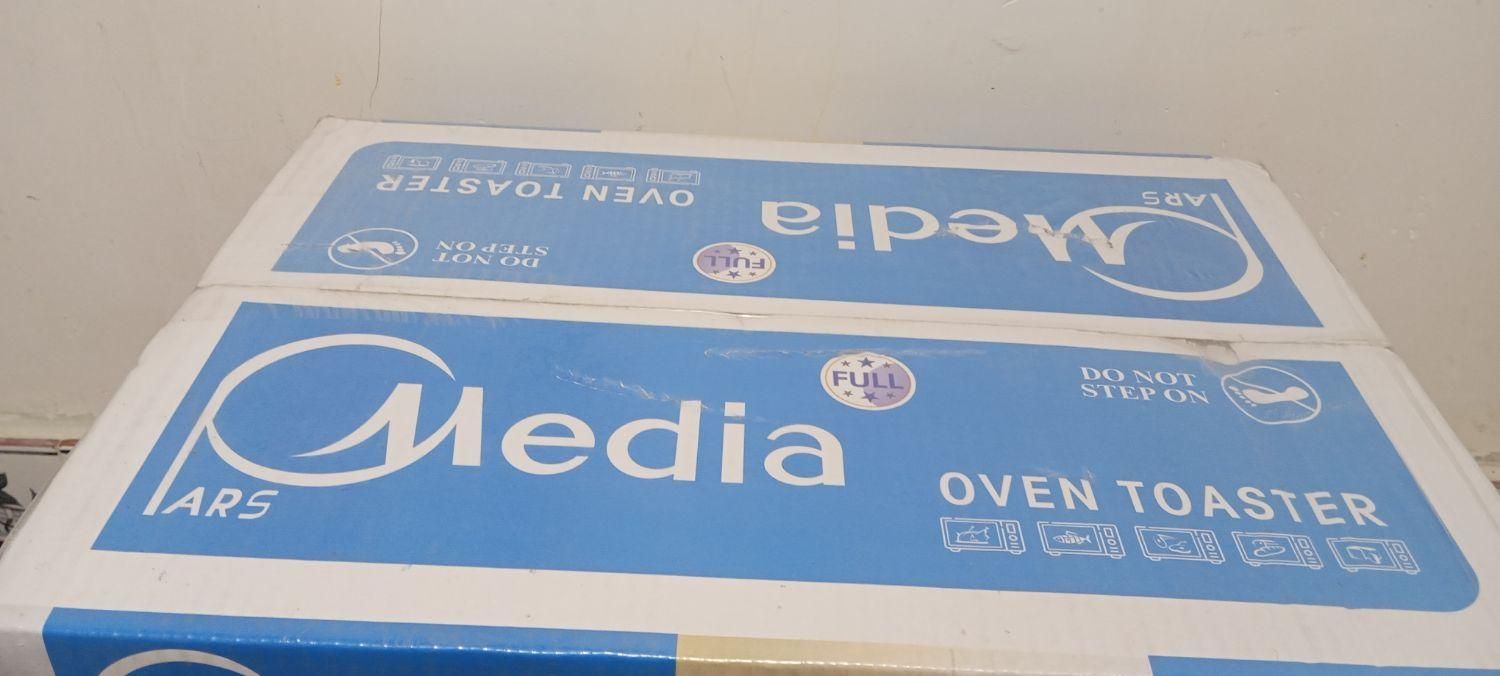 OVEN TOASTER
Media
ARS
DO NOT
STEP ON
FULL
Media
ARS
FULL
DO NOT
STEP ON
OVEN TOASTER